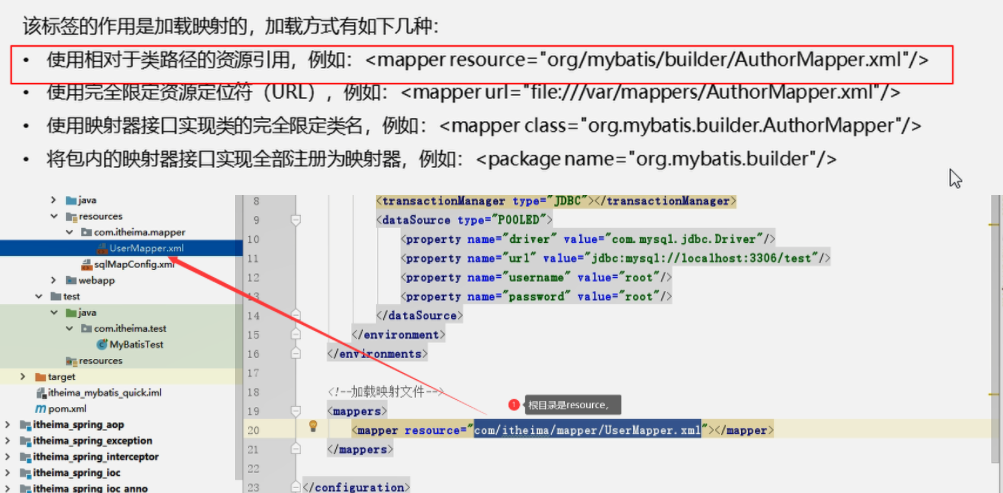 该标签的作用是加载映射的，加载方式有如下几种：
• 使用相对于类路径的资源引用，例如：<mapper resource="org/mybatis/builder/AuthorMapper.xml"/>
• 使用完全限定资源定位符（URL），例如：<mapper url="file:///var/mappers/AuthorMapper.xml"/>
• 使用映射器接口实现类的完全限定类名，例如：<mapper class="org.mybatis.builder.AuthorMapper"/>
• 将包内的映射器接口实现全部注册为映射器，例如：<package name="org.mybatis.builder"/>
java
resources
com.itheima.mapper
UserMapper.xml
sqlMapConfig.xml
webapp
test
java
com.itheima.test
MyBatisTest
resources
target
itheima_mybatis_quick.iml
pom.xml
itheima_spring_aop
itheima_spring_exception
itheima_spring_interceptor
itheima_spring_ioc
itheima_spring_ioc_anno
8 <transactionManager type="JDBC"></transactionManager>
9 <dataSource type="POOLED">
10 <property name="driver" value="com.mysql.jdbc.Driver"/>
11 <property name="url" value="jdbc:mysql://localhost:3306/test"/>
12 <property name="username" value="root"/>
13 <property name="password" value="root"/>
14 </dataSource>
15 </environment>
16 </environments>
17
18 <!--加载映射文件-->
19 <mappers>
1 根目录是resource，
20 <mapper resource="com/itheima/mapper/UserMapper.xml"></mapper>
21 </mappers>
22
23 </configuration>